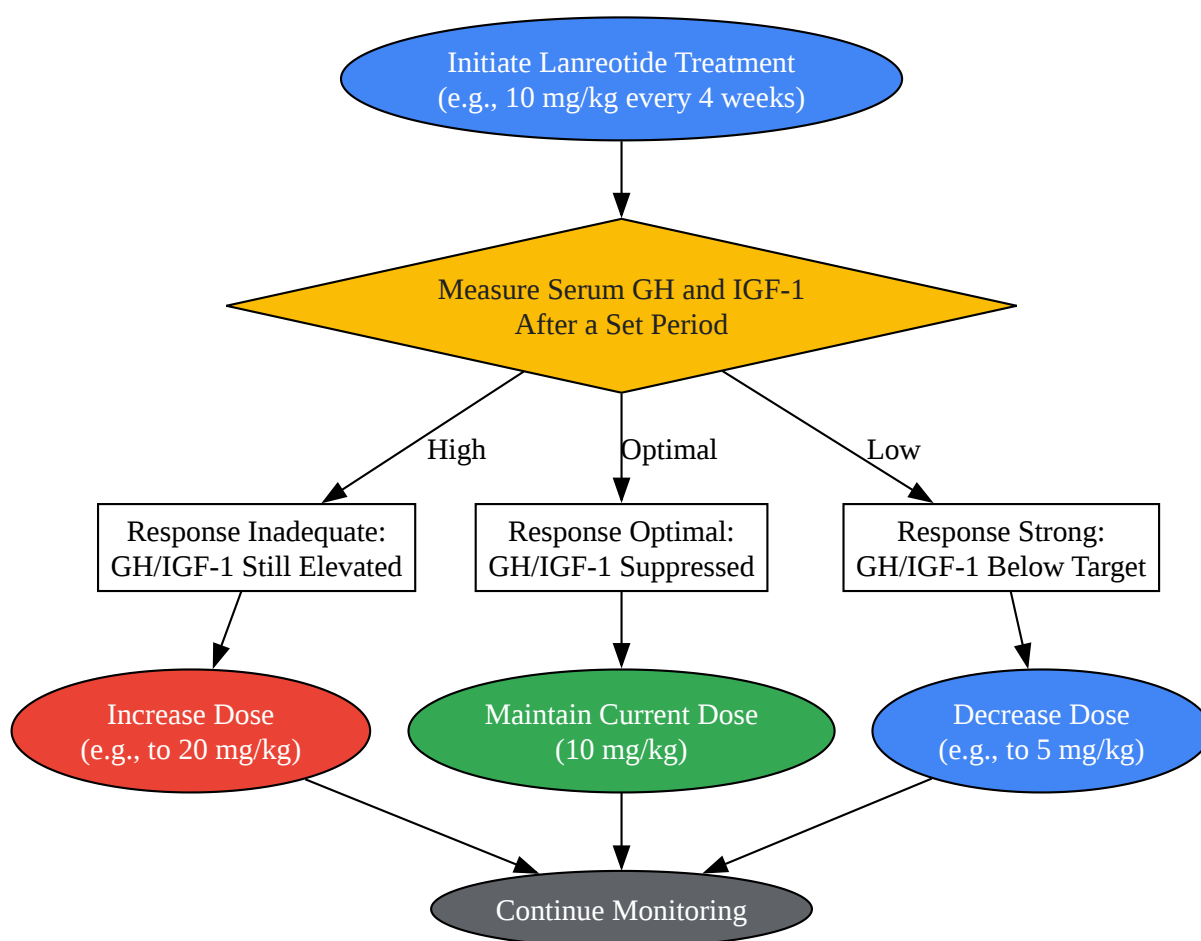 Initiate Lanreotide Treatment
(e.g., 10 mg/kg every 4 weeks)
Measure Serum GH and IGF-1
After a Set Period
High
Optimal
Low
Response Inadequate:
GH/IGF-1 Still Elevated
Response Optimal:
GH/IGF-1 Suppressed
Response Strong:
GH/IGF-1 Below Target
Increase Dose
(e.g., to 20 mg/kg)
Maintain Current Dose
(10 mg/kg)
Decrease Dose
(e.g., to 5 mg/kg)
Continue Monitoring